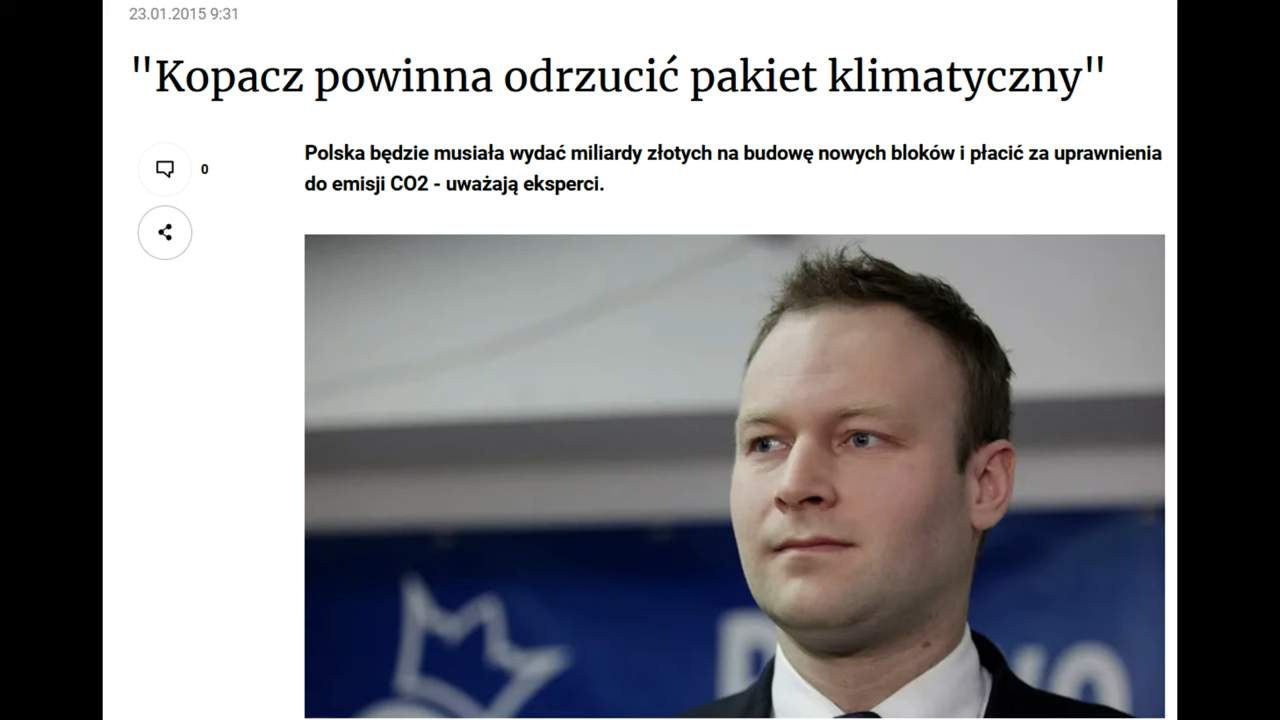 23.01.2015 9:31
"Kopacz powinna odrzucić pakiet klimatyczny"
0
Polska będzie musiała wydać miliardy złotych na budowę nowych bloków i płacić za uprawnienia
do emisji CO2 - uważają eksperci.